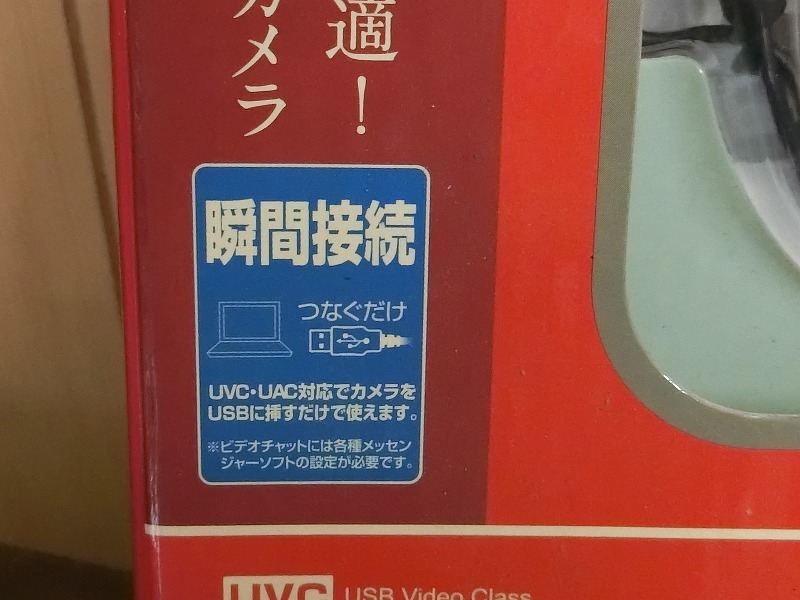 適！
カメラ
瞬間接続
つなぐだけ
UVC・UAC対応でカメラを
USBに挿すだけで使えます。
※ビデオチャットには各種メッセン
ジャーソフトの設定が必要です。
UVC USB Video Class